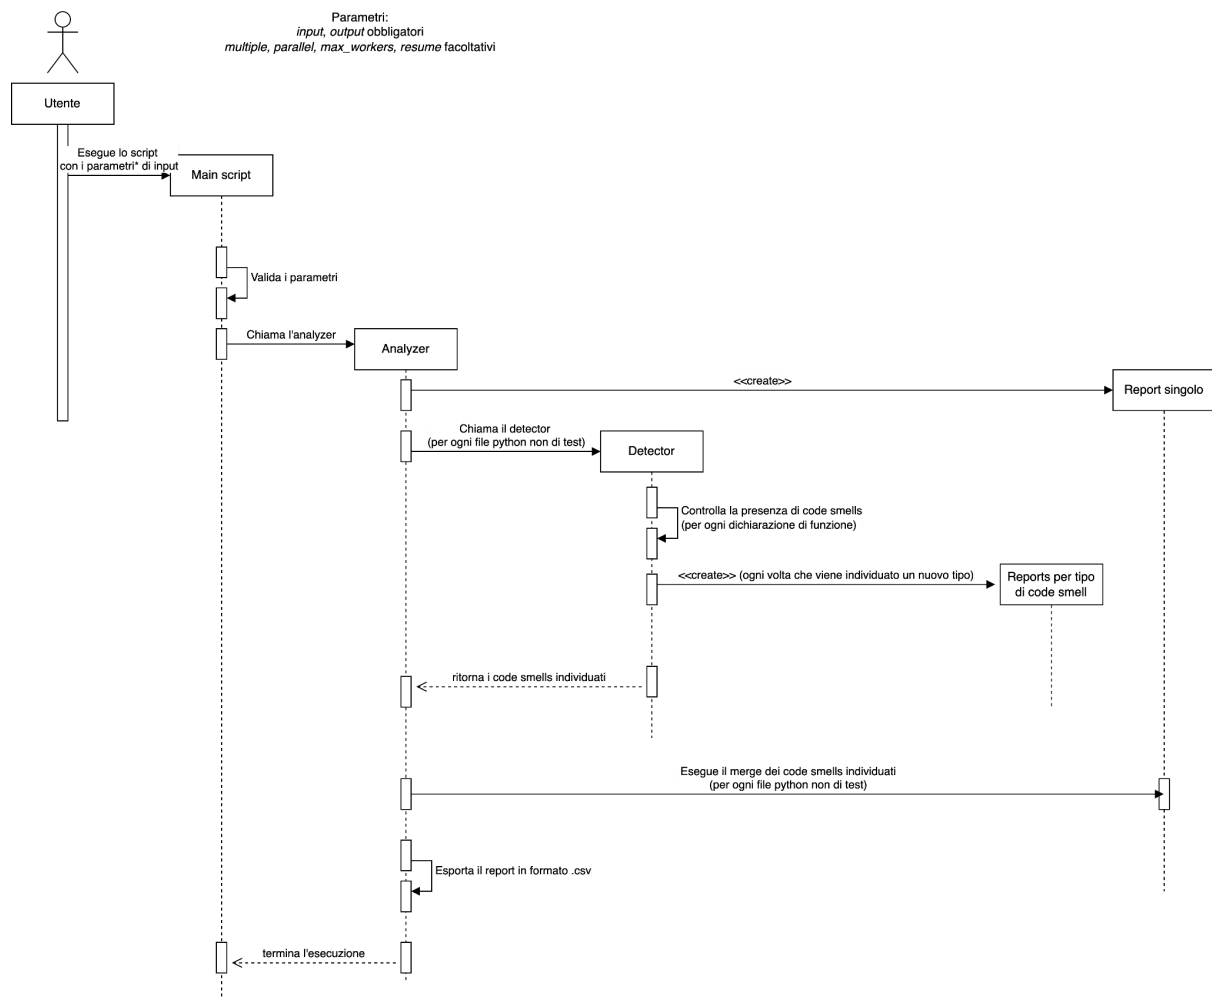 Parametri:
input, output obbligatori
multiple, parallel, max_workers, resume facoltativi
Utente
Esegue lo script
con i parametri* di input
Main script
Valida i parametri
Chiama l'analyzer
Analyzer
<<create>>
Report singolo
Chiama il detector
(per ogni file python non di test)
Detector
Controlla la presenza di code smells
(per ogni dichiarazione di funzione)
<<create>> (ogni volta che viene individuato un nuovo tipo)
Reports per tipo
di code smell
ritorna i code smells individuati
Esegue il merge dei code smells individuati
(per ogni file python non di test)
Esporta il report in formato .csv
termina l'esecuzione